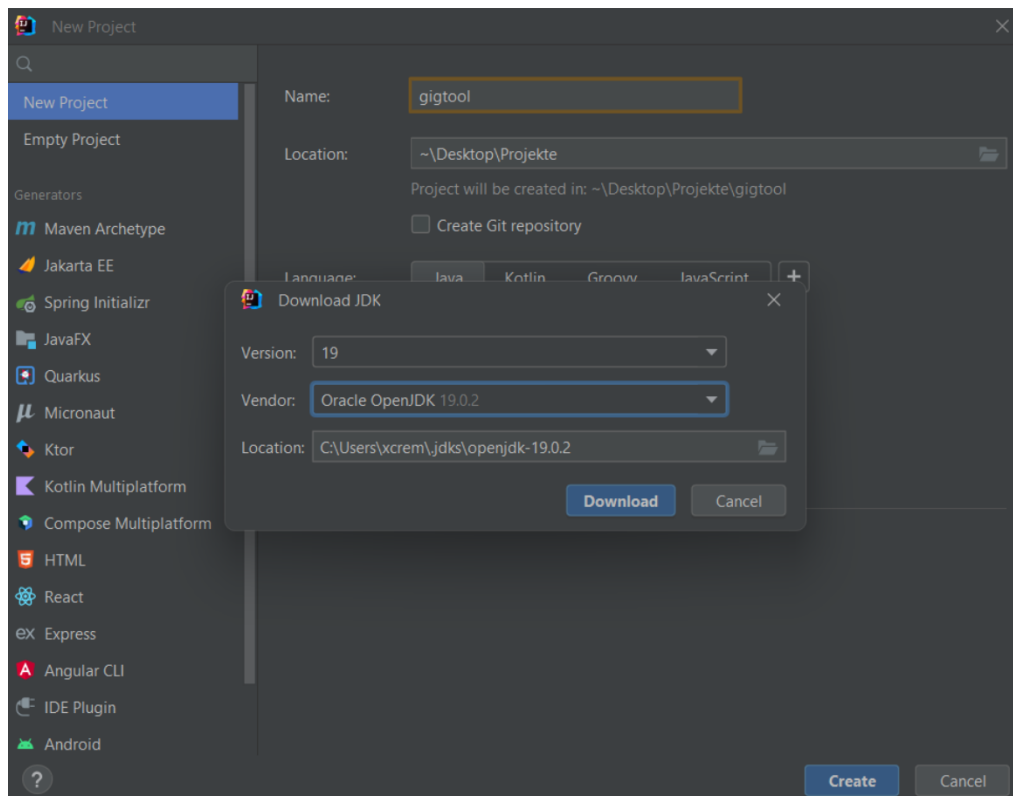 New Project
New Project
Empty Project
Generators
Maven Archetype
Jakarta EE
Spring Initializr
JavaFX
Quarkus
Micronaut
Ktor
Kotlin Multiplatform
Compose Multiplatform
HTML
React
Express
Angular CLI
IDE Plugin
Android
Name: gigtool
Location: ~\Desktop\Projekte
Project will be created in: ~\Desktop\Projekte\gigtool
Create Git repository
Language: Java Kotlin Groovy JavaScript +
Download JDK
Version: 19
Vendor: Oracle OpenJDK 19.0.2
Location: C:\Users\xcrem\.jdks\openjdk-19.0.2
Download Cancel
? Create Cancel